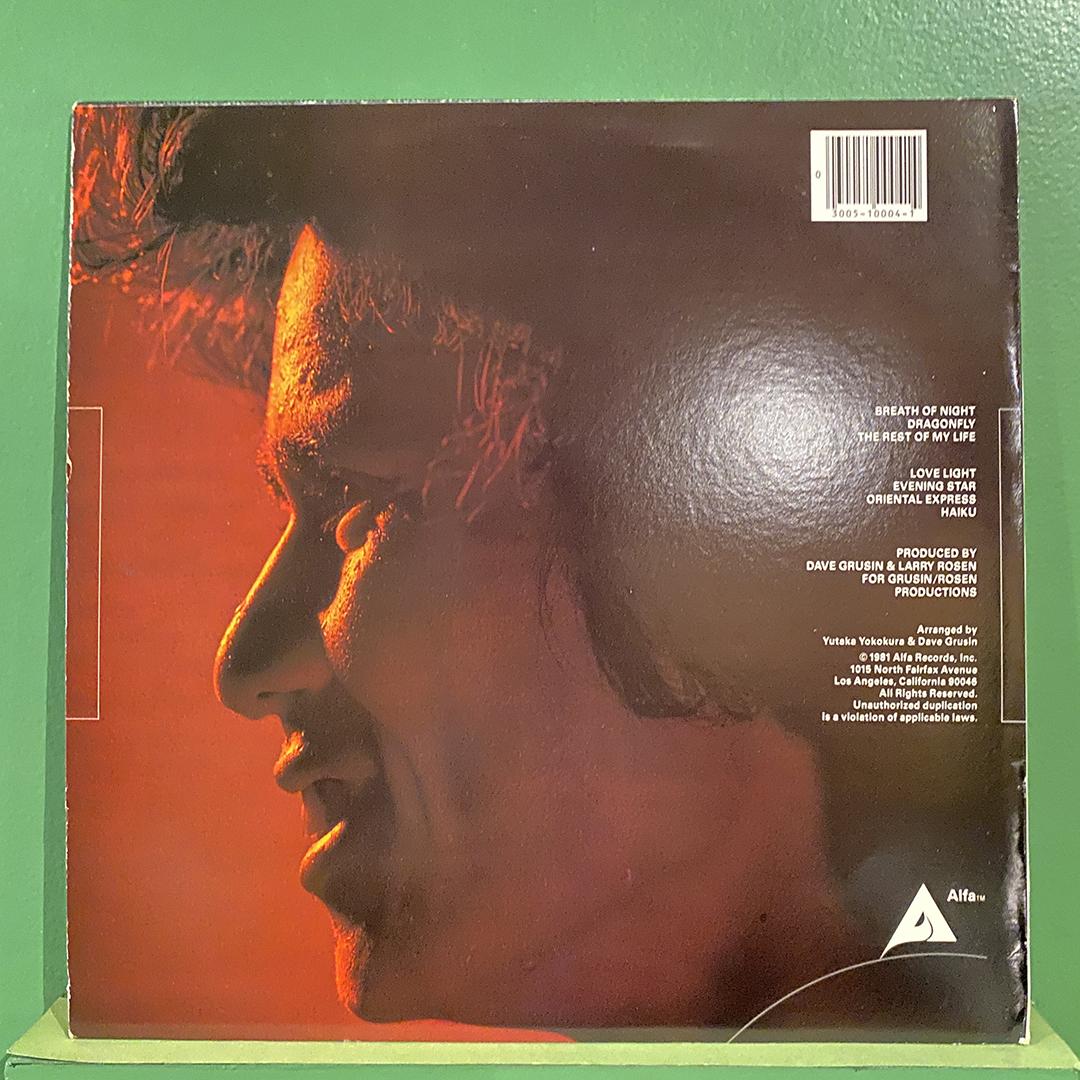 0
3005-10004-1
BREATH OF NIGHT
DRAGONFLY
THE REST OF MY LIFE
LOVE LIGHT
EVENING STAR
ORIENTAL EXPRESS
HAIKU
PRODUCED BY
DAVE GRUSIN & LARRY ROSEN
FOR GRUSIN/ROSEN
PRODUCTIONS
Arranged by
Yutaka Yokokura & Dave Grusin
© 1981 Alfa Records, Inc.
1015 North Fairfax Avenue
Los Angeles, California 90046
All Rights Reserved.
Unauthorized duplication
is a violation of applicable laws.
Alfa™